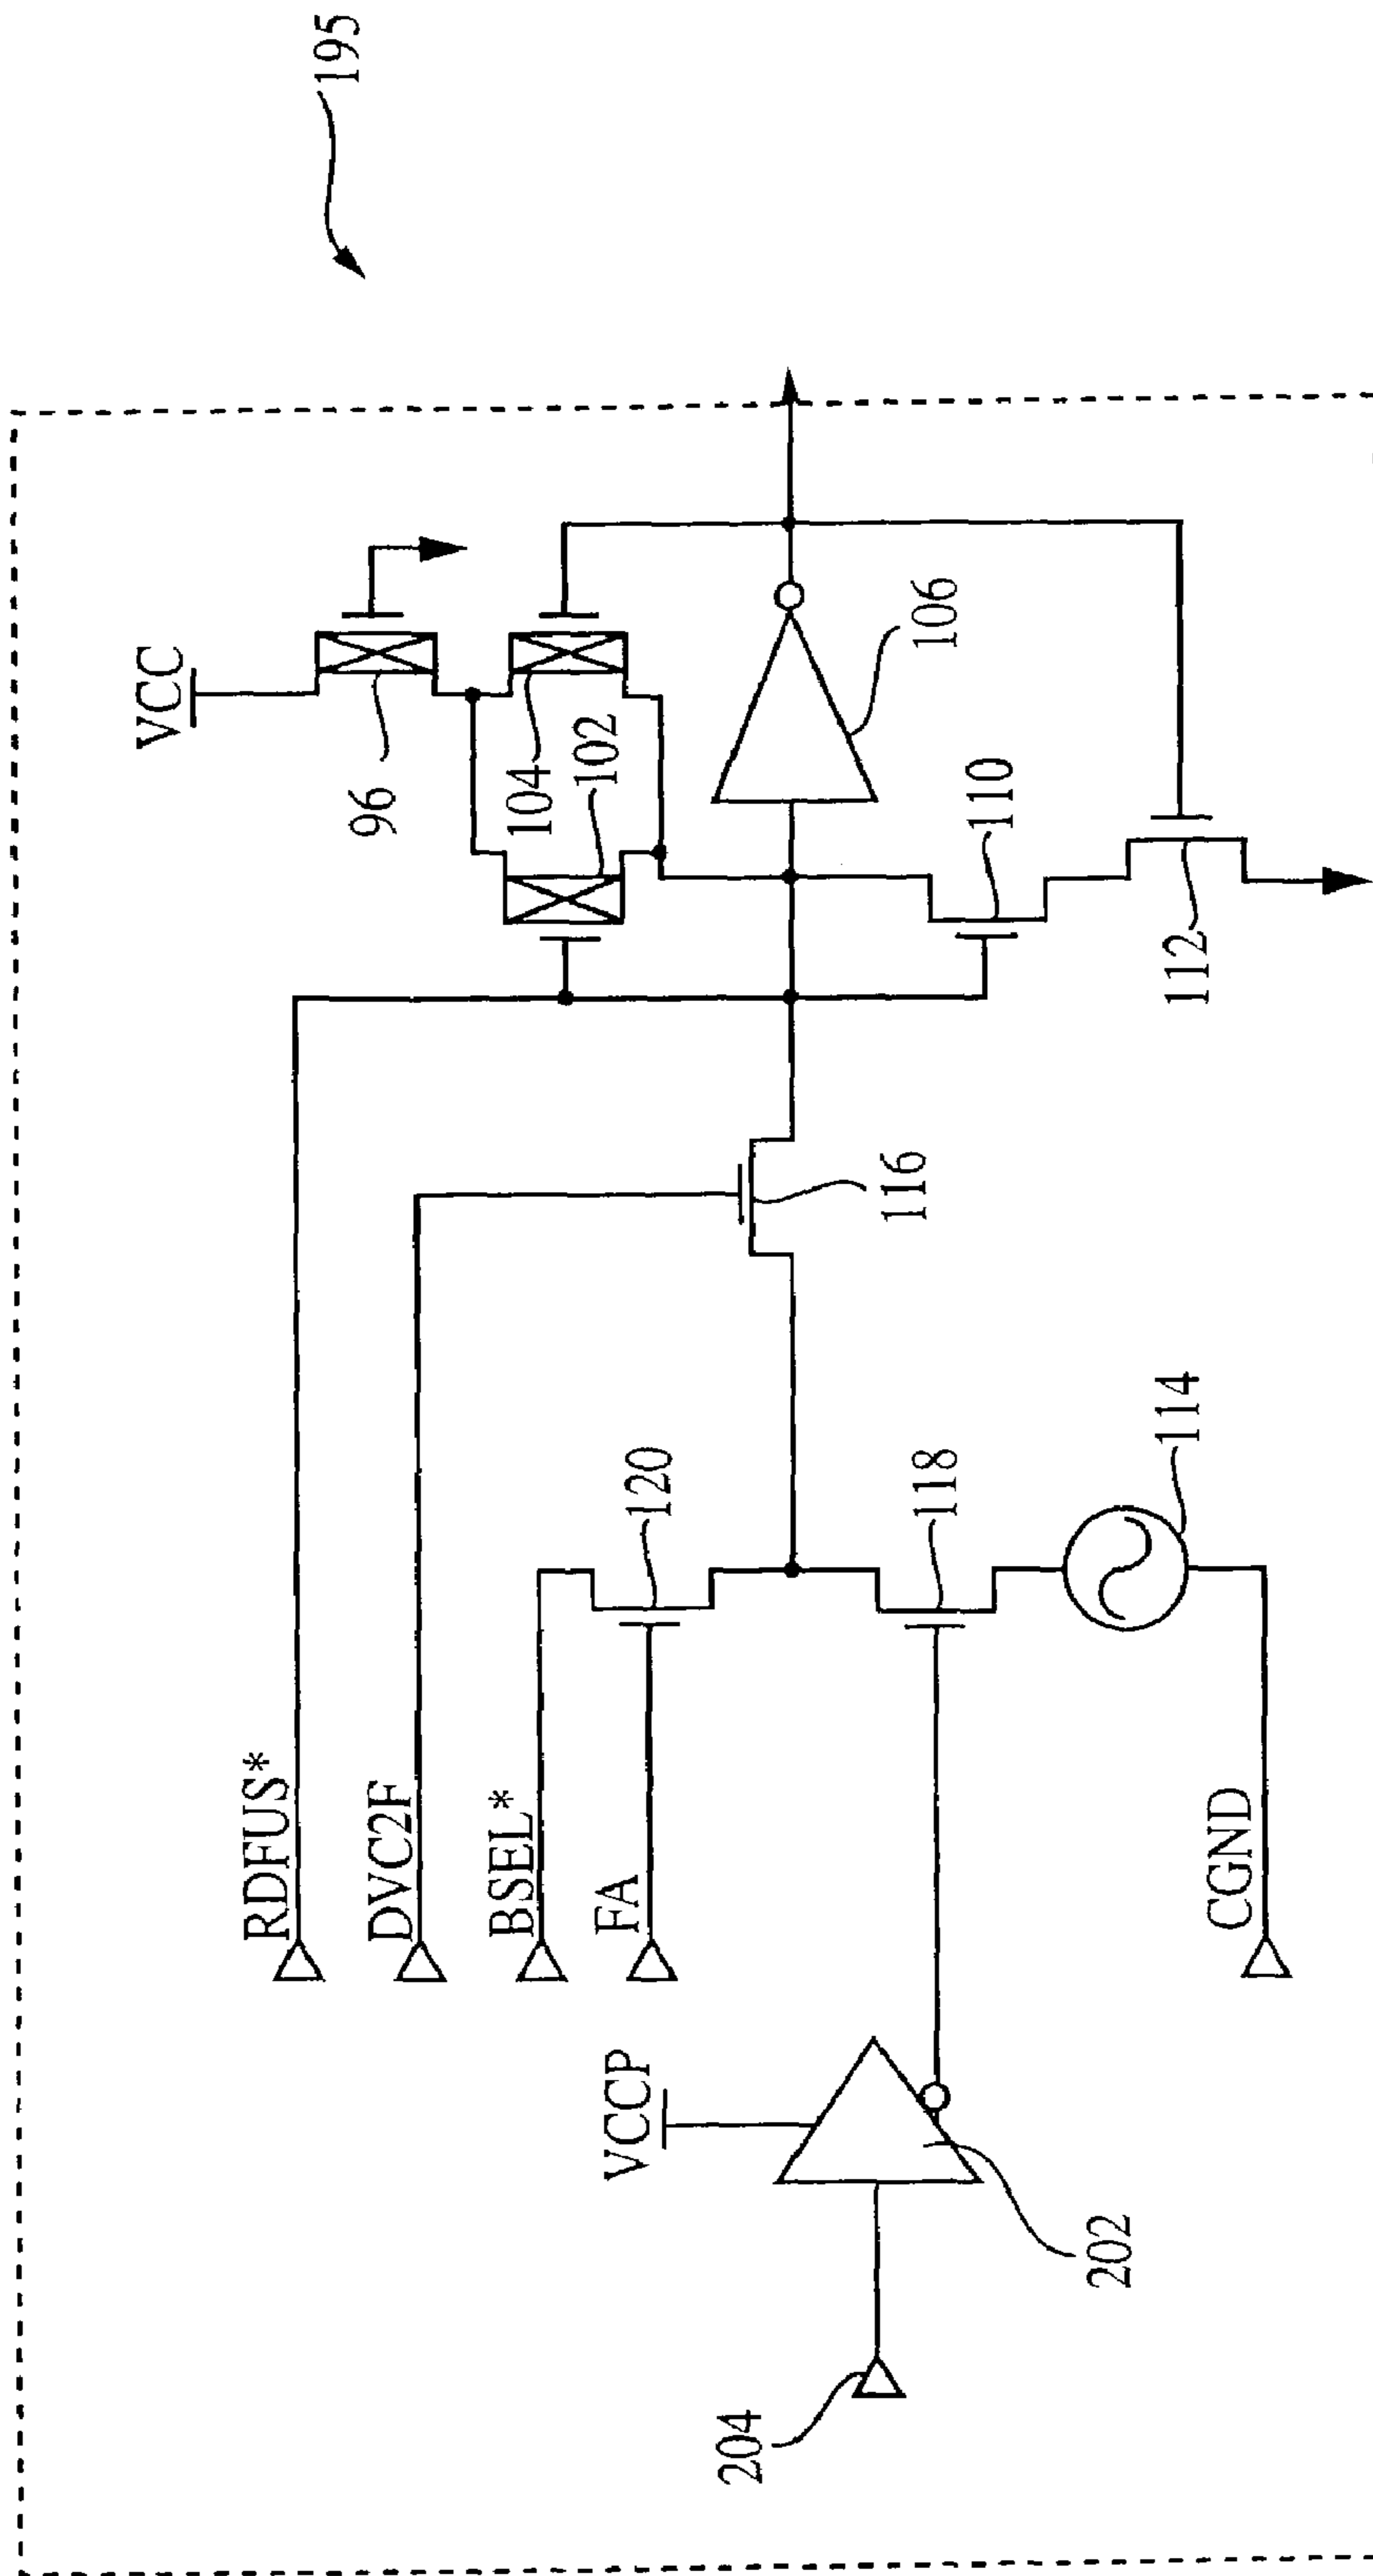 195
VCC
96
104
102
106
110
112
116
RDFUS*
DVC2F
BSEL*
FA
120
118
114
CGND
VCCP
202
204